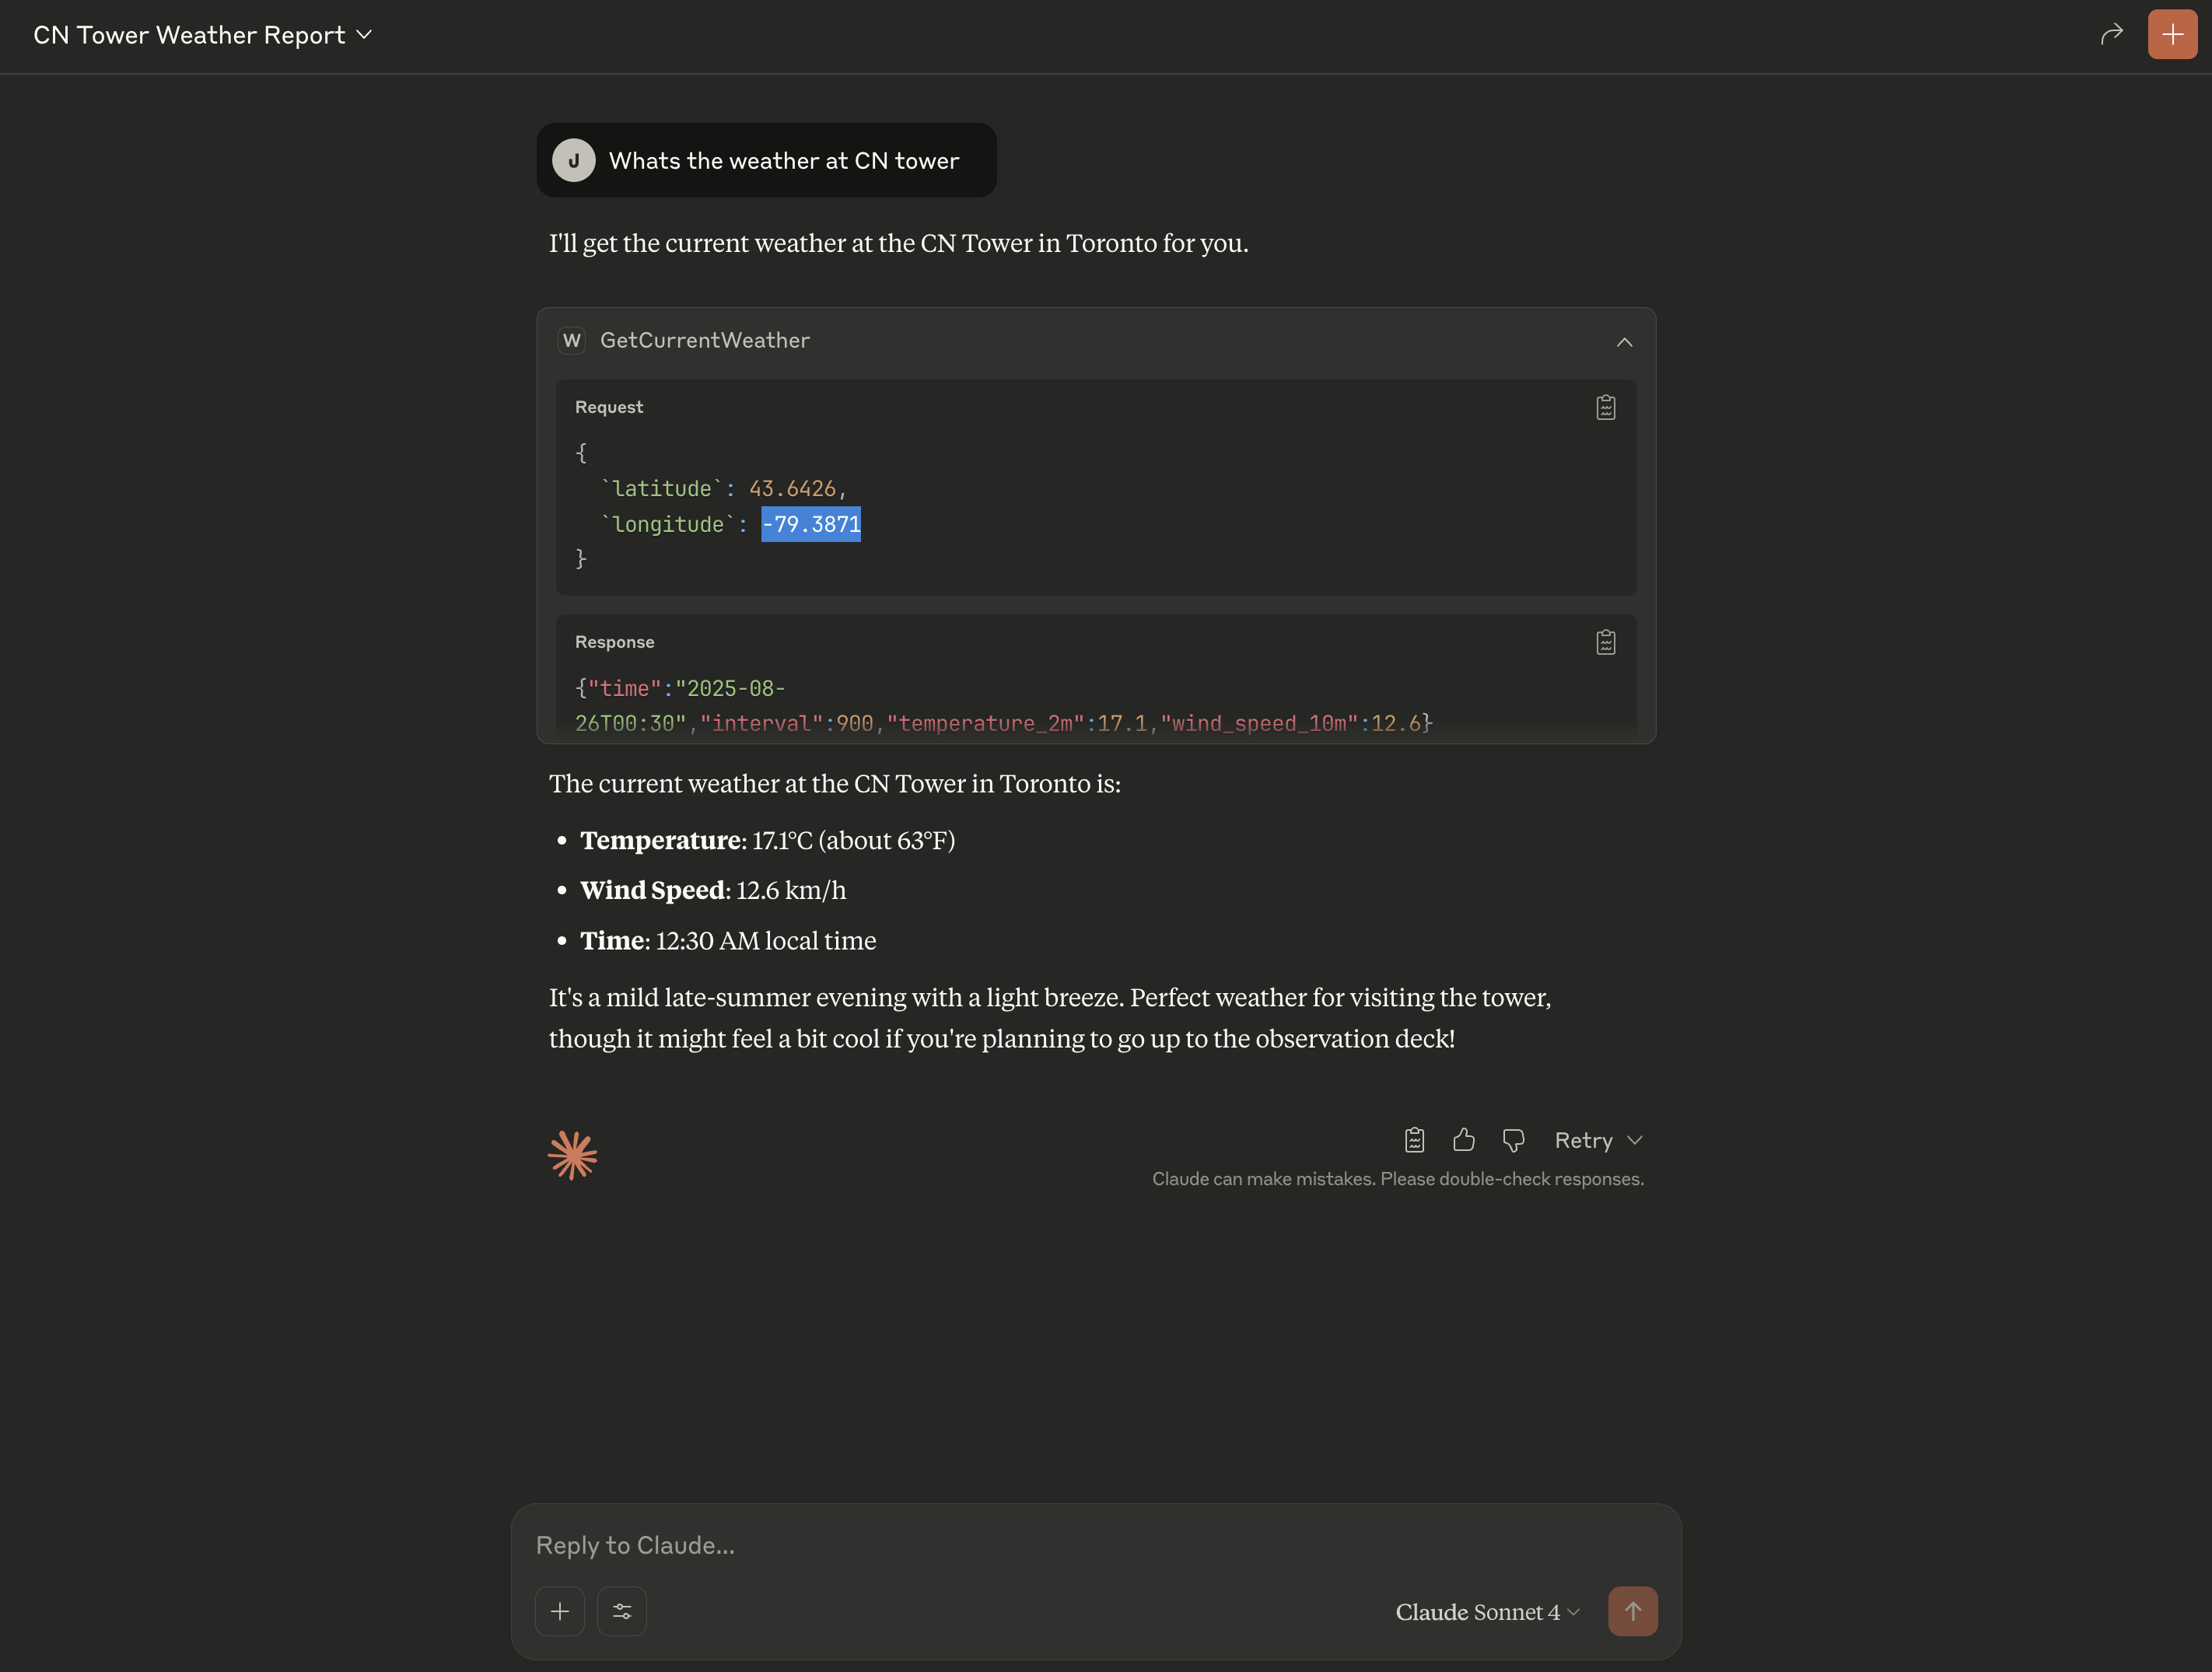 CN Tower Weather Report
J
Whats the weather at CN tower
I'll get the current weather at the CN Tower in Toronto for you.
W GetCurrentWeather
Request
{
`latitude`: 43.6426,
`longitude`: -79.3871
}
Response
{"time":"2025-08-
26T00:30","interval":900,"temperature_2m":17.1,"wind_speed_10m":12.6}
The current weather at the CN Tower in Toronto is:
• Temperature: 17.1°C (about 63°F)
• Wind Speed: 12.6 km/h
• Time: 12:30 AM local time
It's a mild late-summer evening with a light breeze. Perfect weather for visiting the tower,
though it might feel a bit cool if you're planning to go up to the observation deck!
Retry
Claude can make mistakes. Please double-check responses.
Reply to Claude...
Claude Sonnet 4